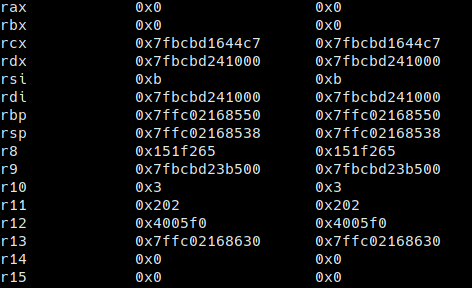 rax 0x0 0x0
rbx 0x0 0x0
rcx 0x7fbcbd1644c7 0x7fbcbd1644c7
rdx 0x7fbcbd241000 0x7fbcbd241000
rsi 0xb 0xb
rdi 0x7fbcbd241000 0x7fbcbd241000
rbp 0x7ffc02168550 0x7ffc02168550
rsp 0x7ffc02168538 0x7ffc02168538
r8 0x151f265 0x151f265
r9 0x7fbcbd23b500 0x7fbcbd23b500
r10 0x3 0x3
r11 0x202 0x202
r12 0x4005f0 0x4005f0
r13 0x7ffc02168630 0x7ffc02168630
r14 0x0 0x0
r15 0x0 0x0